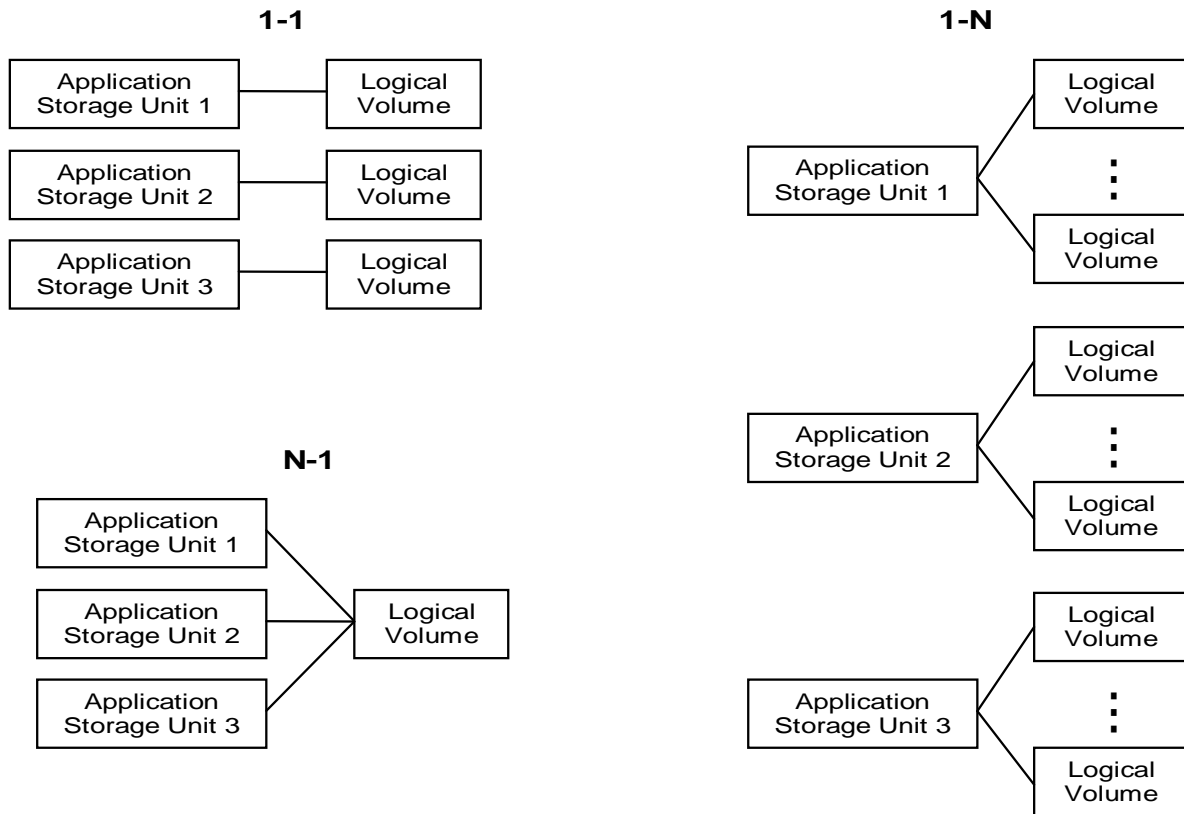 1-1
Application
Storage Unit 1
Logical
Volume
Application
Storage Unit 2
Logical
Volume
Application
Storage Unit 3
Logical
Volume
N-1
Application
Storage Unit 1
Application
Storage Unit 2
Application
Storage Unit 3
Logical
Volume
1-N
Application
Storage Unit 1
Logical
Volume
Logical
Volume
Application
Storage Unit 2
Logical
Volume
Logical
Volume
Application
Storage Unit 3
Logical
Volume
Logical
Volume